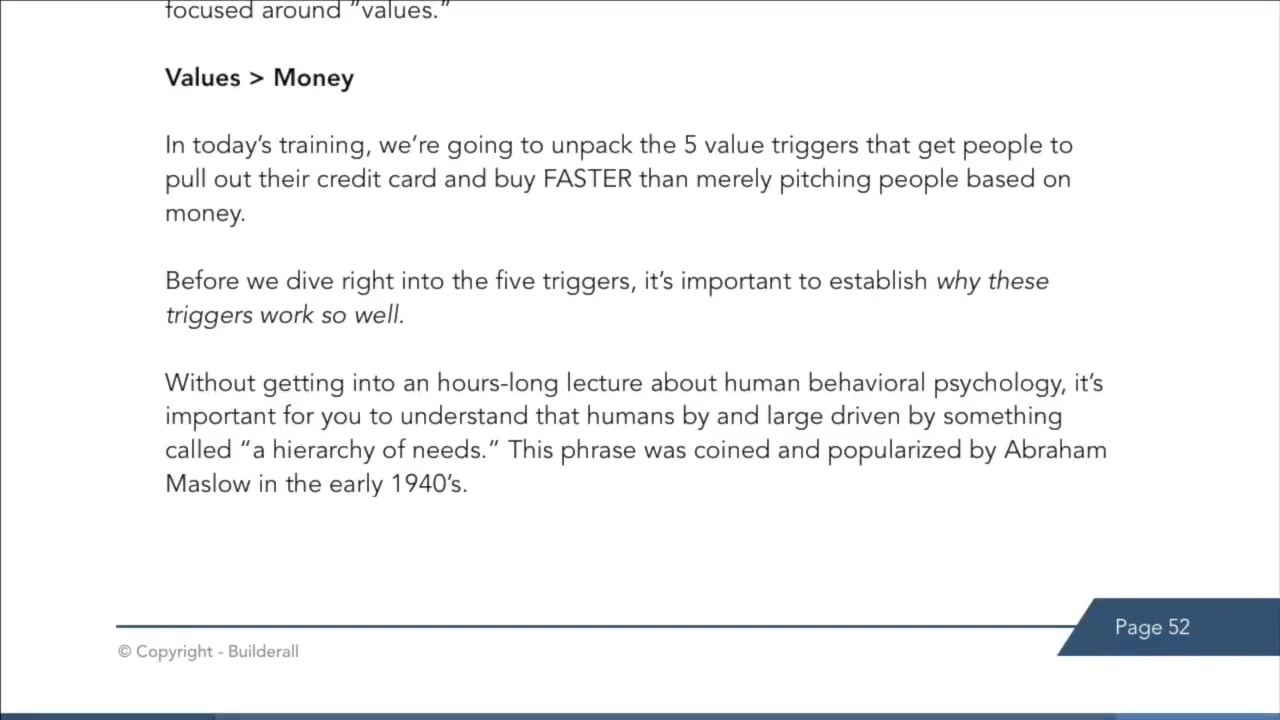 focused around “values.”
Values > Money
In today’s training, we’re going to unpack the 5 value triggers that get people to
pull out their credit card and buy FASTER than merely pitching people based on
money.
Before we dive right into the five triggers, it’s important to establish why these
triggers work so well.
Without getting into an hours-long lecture about human behavioral psychology, it’s
important for you to understand that humans by and large driven by something
called “a hierarchy of needs.” This phrase was coined and popularized by Abraham
Maslow in the early 1940’s.
Page 52
© Copyright - Builderall